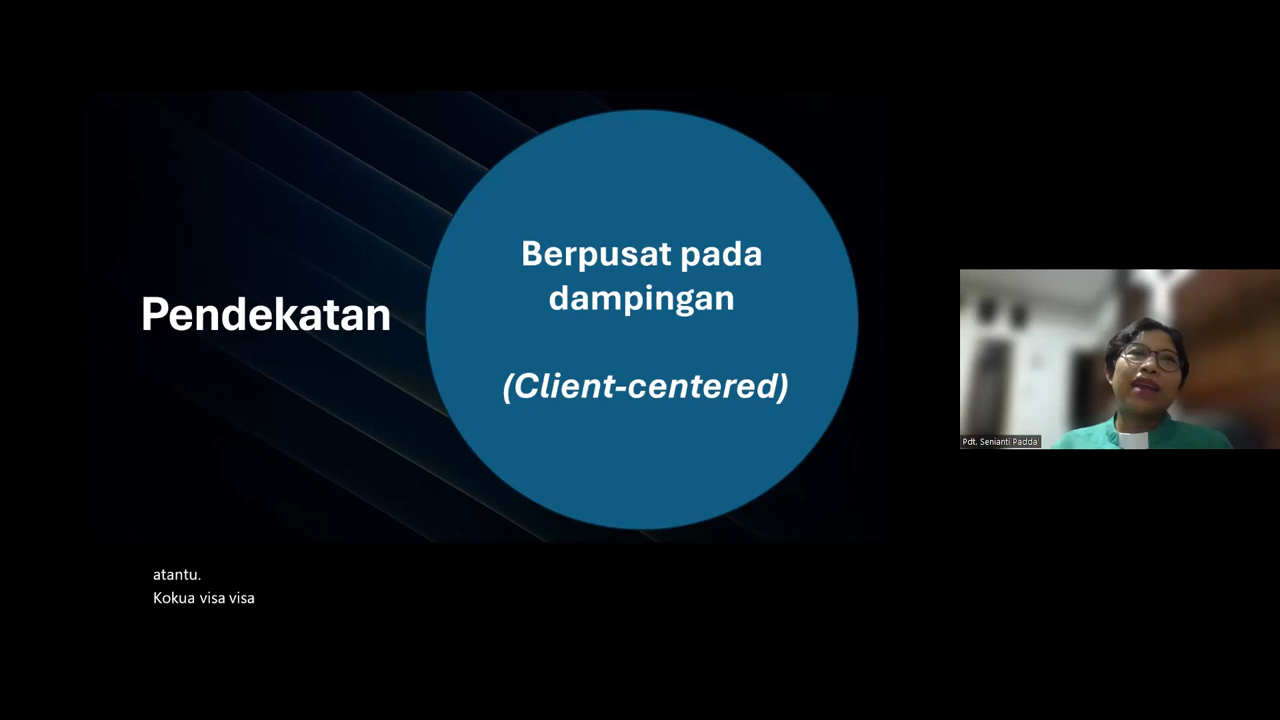 Pendekatan
Berpusat pada
dampingan
(Client-centered)
Pdt. Senianti Padda'
atantu.
Kokua visa visa